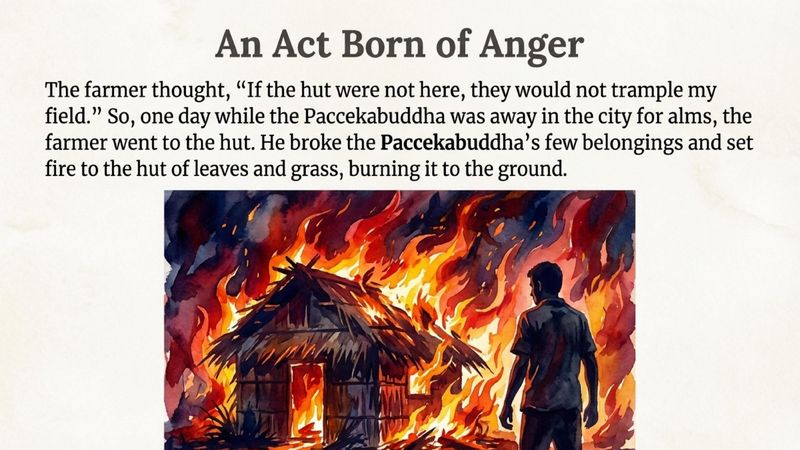 An Act Born of Anger
The farmer thought, “If the hut were not here, they would not trample my
field.” So, one day while the Paccekabuddha was away in the city for alms, the
farmer went to the hut. He broke the Paccekabuddha’s few belongings and set
fire to the hut of leaves and grass, burning it to the ground.